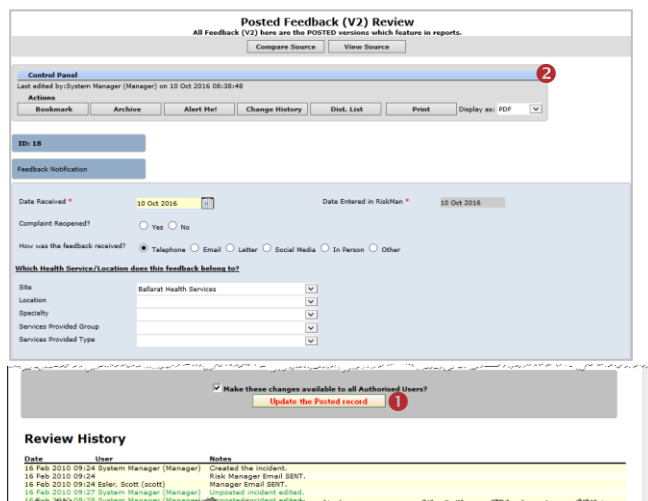 Posted Feedback (V2) Review
All Feedback (V2) here are the POSTED versions which feature in reports.
Compare Source View Source
Control Panel 2
Last edited by:System Manager (Manager) on 10 Oct 2016 08:38:48
Actions
Bookmark Archive Alert Me! Change History Dist. List Print Display as: PDF
ID: 18
Feedback Notification
Date Received * 10 Oct 2016 Date Entered in RiskMan * 10 Oct 2016
Complaint Reopened? Yes No
How was the feedback received? Telephone Email Letter Social Media In Person Other
Which Health Service/Location does this feedback belong to?
Site Ballarat Health Services
Location
Specialty
Services Provided Group
Services Provided Type
Make these changes available to all Authorised Users?
Update the Posted record 1
Review History
Date User Notes
16 Feb 2010 09:24 System Manager (Manager) Created the incident.
16 Feb 2010 09:24 Risk Manager Email SENT.
16 Feb 2010 09:24 Esler, Scott (scott) Manager Email SENT.
16 Feb 2010 09:27 System Manager (Manager) Unposted incident edited.